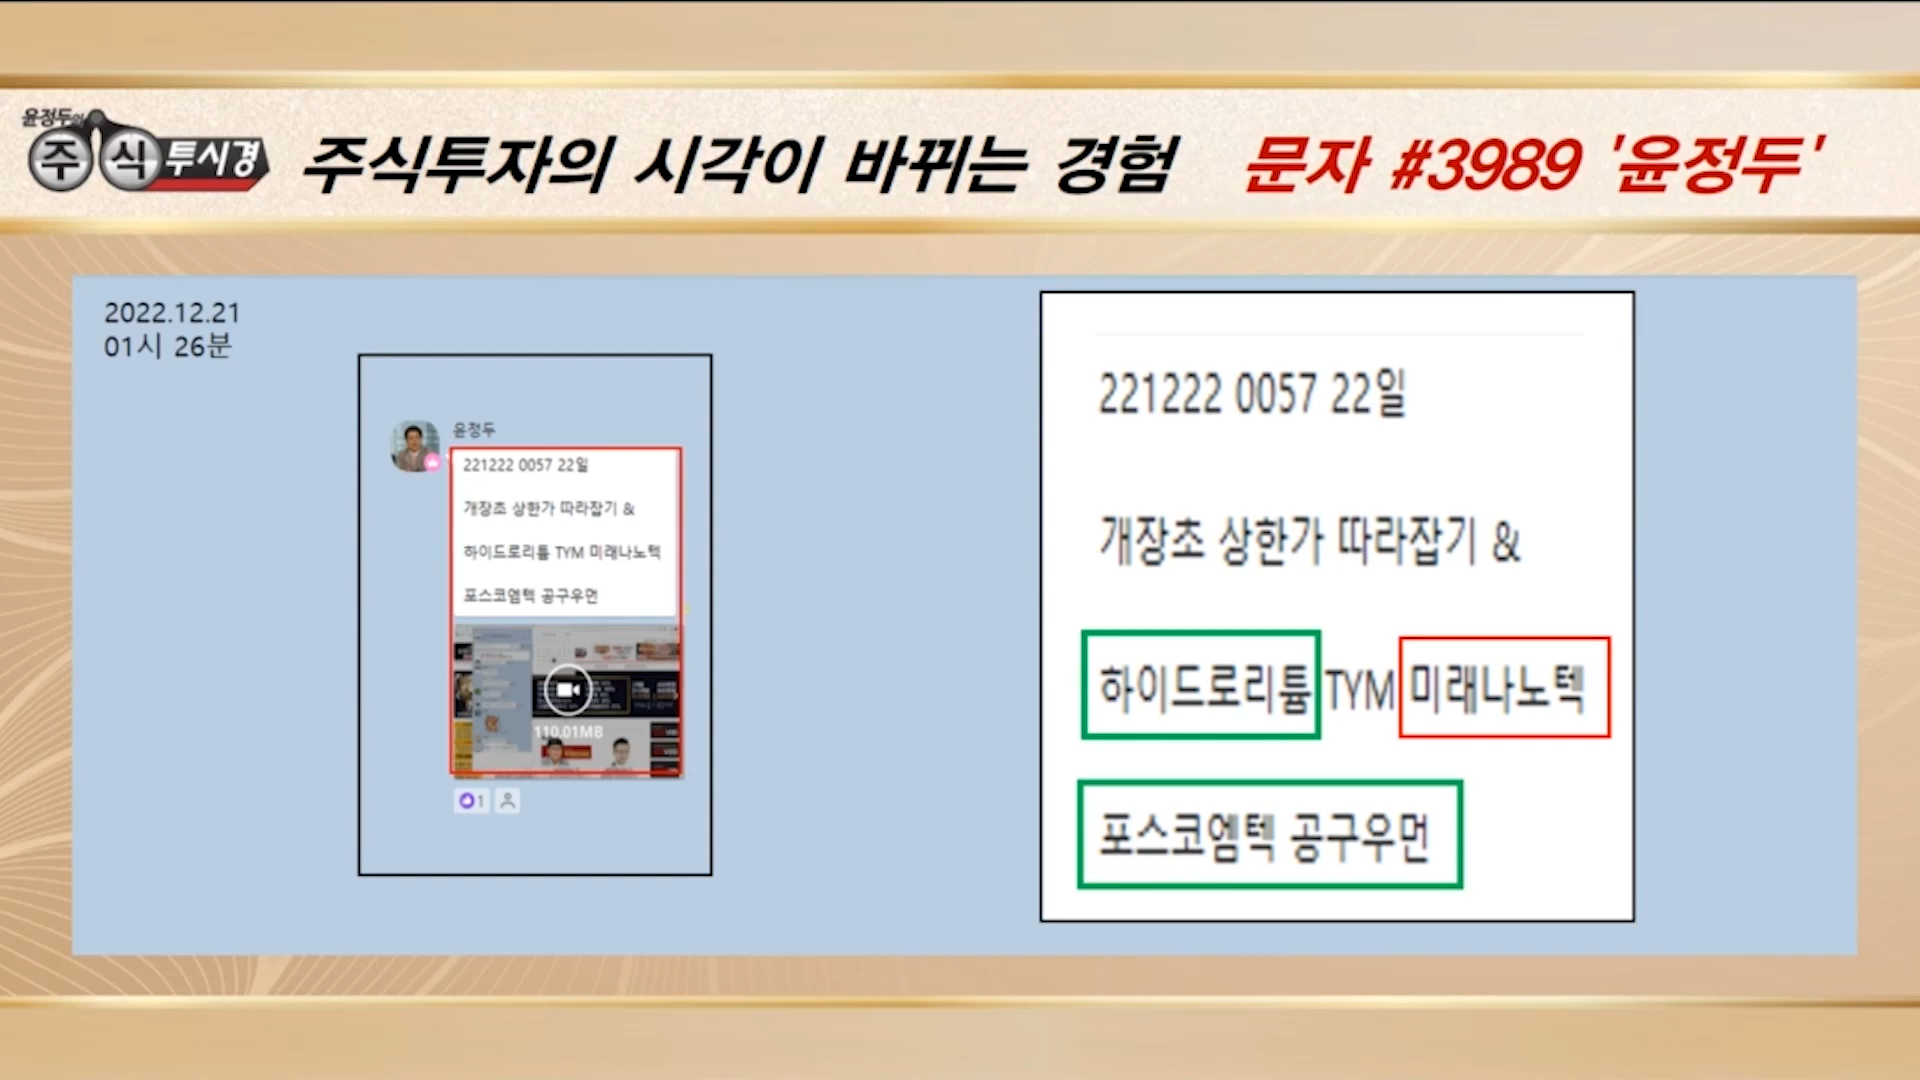 윤정두의
주식투시경
주식투자의 시각이 바뀌는 경험 문자 #3989 '윤정두'
2022.12.21
01시 26분
윤정두
221222 0057 22일
개장초 상한가 따라잡기 &
하이드로리튬 TYM 미래나노텍
포스코엠텍 공구우먼
110.01MB
1
221222 0057 22일
개장초 상한가 따라잡기 &
하이드로리튬 TYM 미래나노텍
포스코엠텍 공구우먼